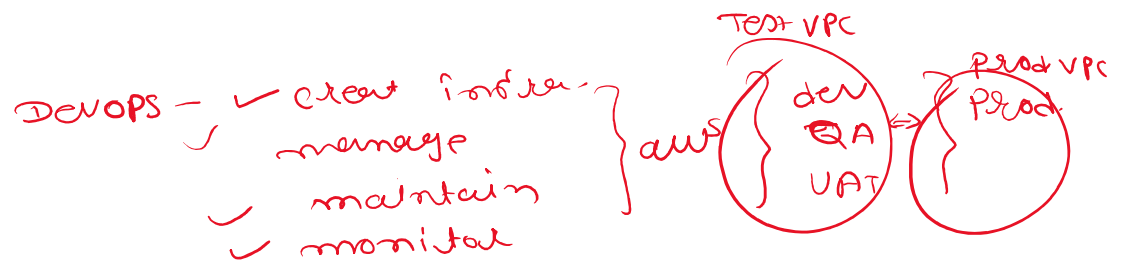 Test VPC
prod VPC
DevOPS - creat infra.
manage
maintain
monitor
aws
dev
QA
UAT
prod.